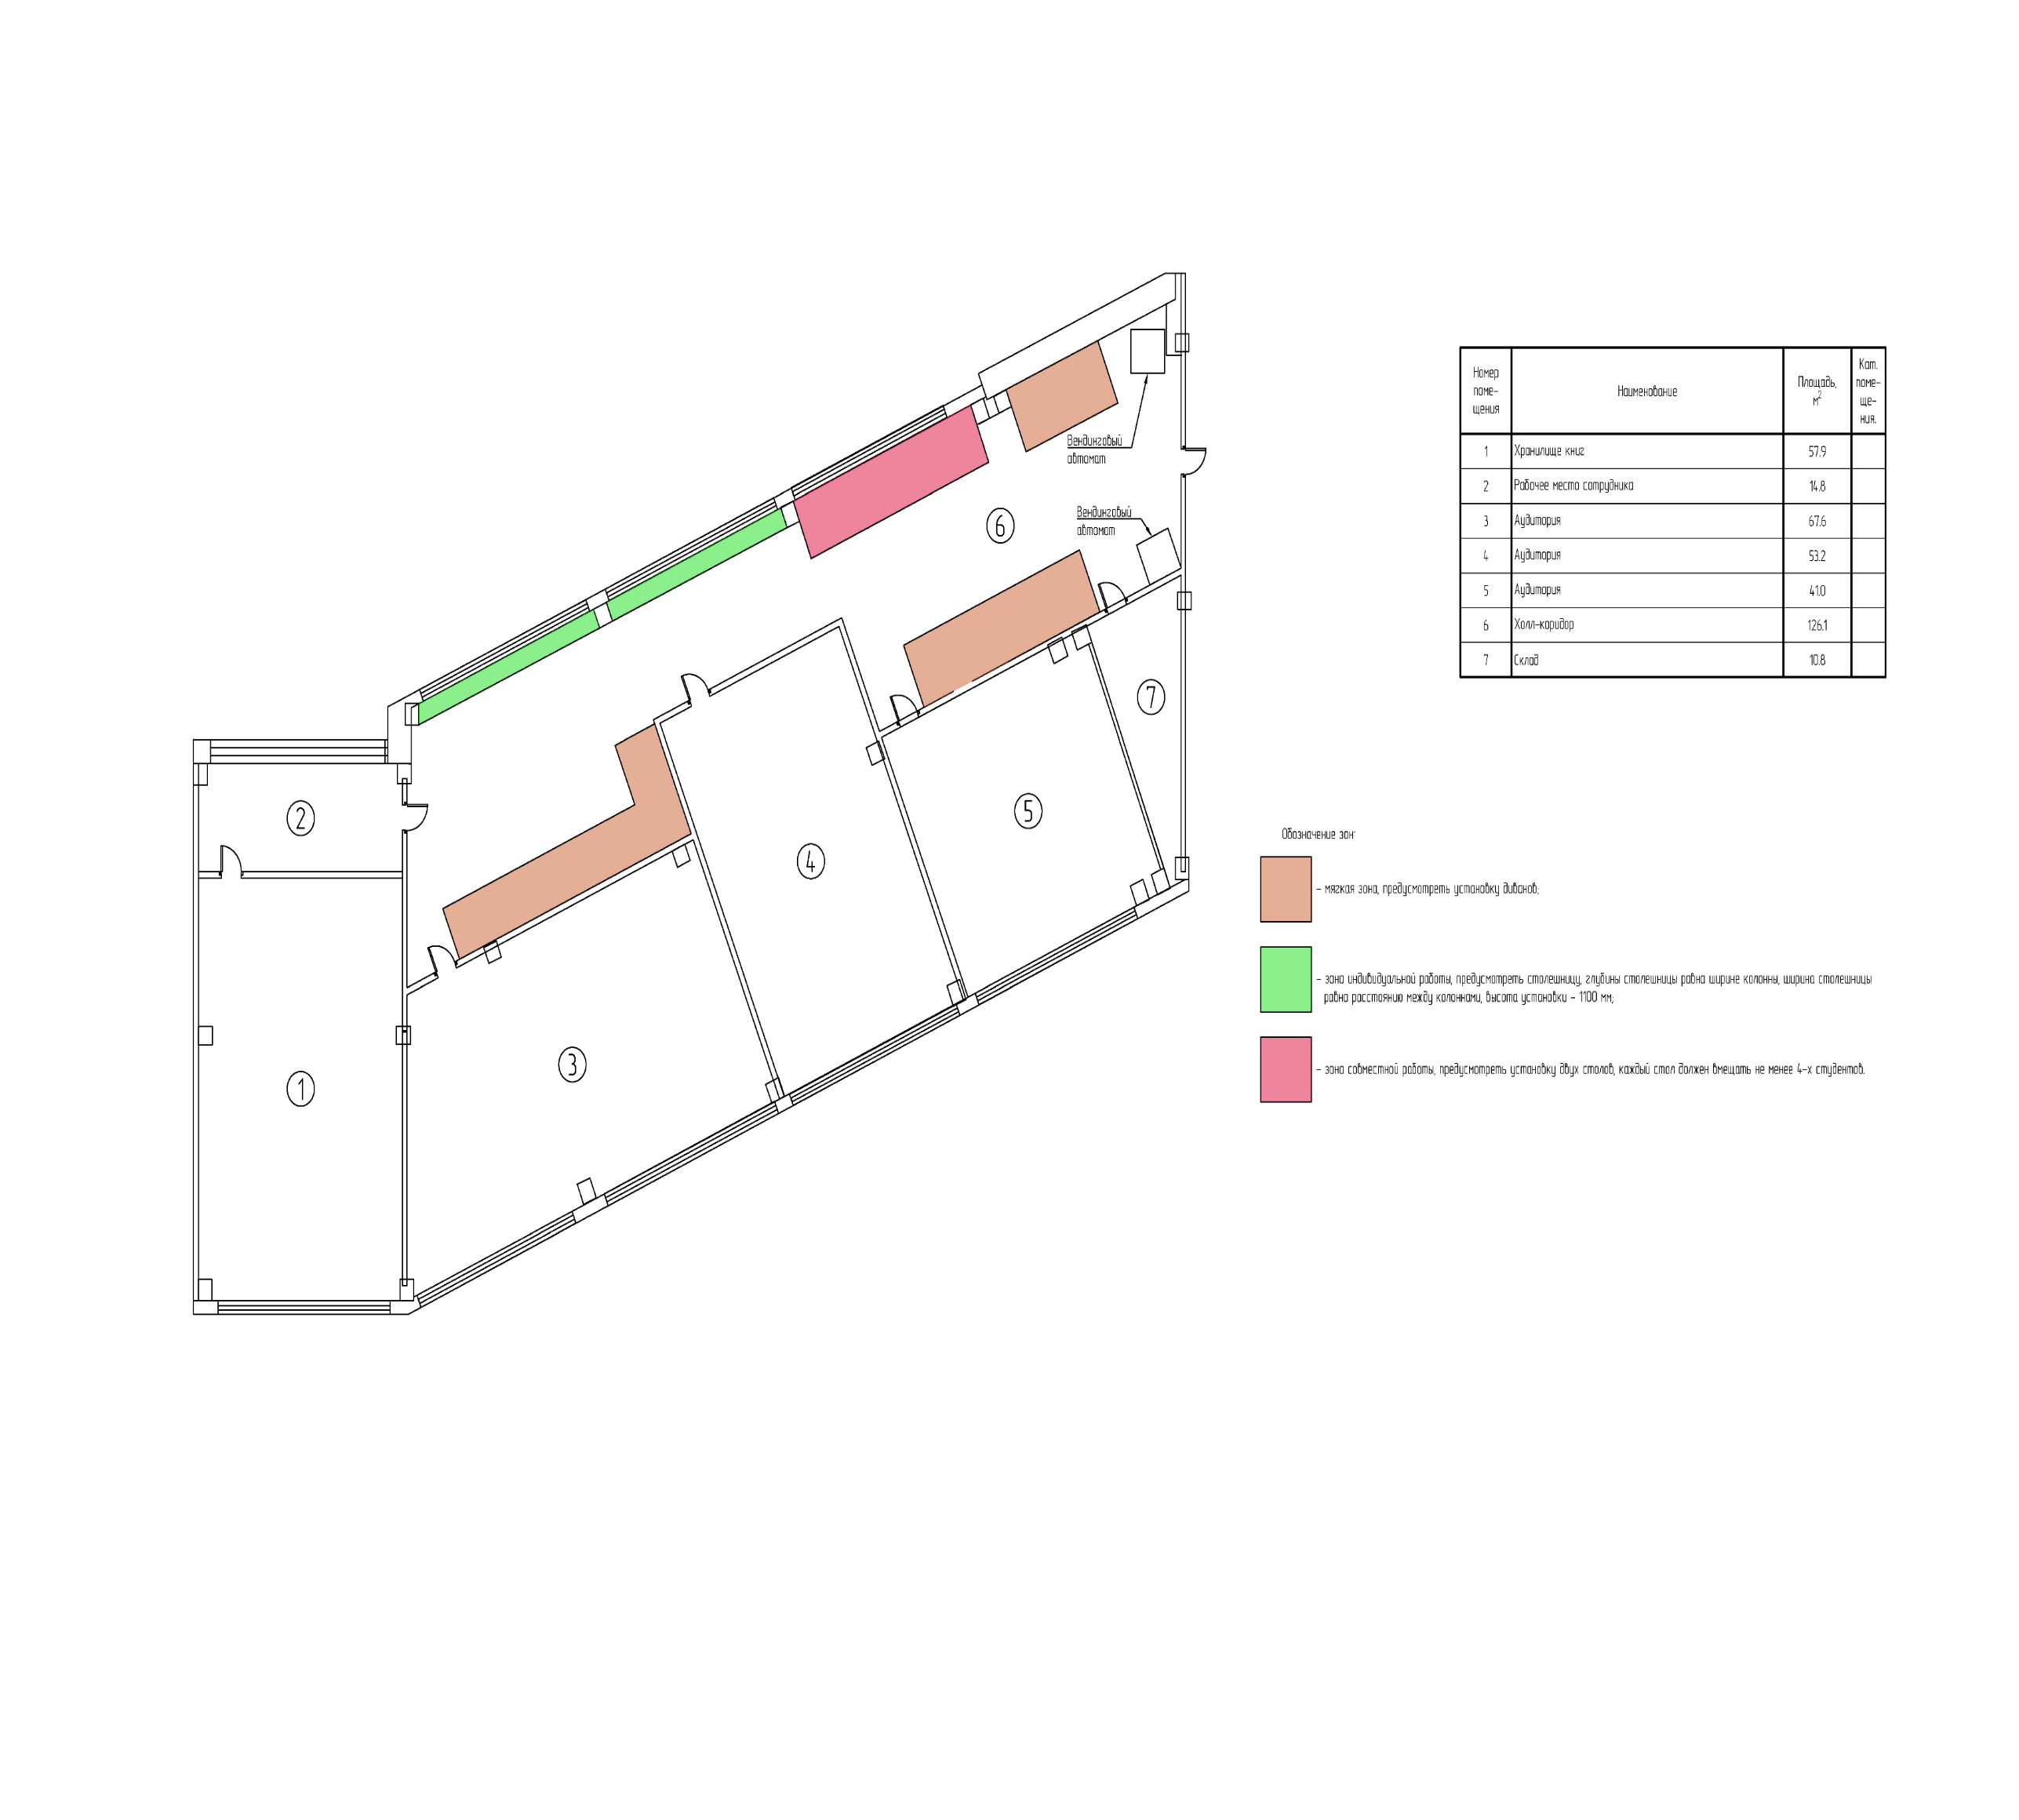 Вендинговый
автомат
Вендинговый
автомат
6
7
2
5
4
3
1
Номер
поме-
щения
Наименование
Площадь,
м²
Кат.
поме-
ще-
ния.
1 Хранилище книг 57.9
2 Рабочее место сотрудника 14.8
3 Аудитория 67.6
4 Аудитория 53.2
5 Аудитория 41.0
6 Холл-коридор 126.1
7 Склад 10.8
Обозначение зон:
- мягкая зона, предусмотреть установку диванов;
- зона индивидуальной работы, предусмотреть столешницу, глубины столешницы равна ширине колонны, ширина столешницы
равна расстоянию между колоннами, высота установки - 1100 мм;
- зона совместной работы, предусмотреть установку двух столов, каждый стол должен вмещать не менее 4-х студентов.